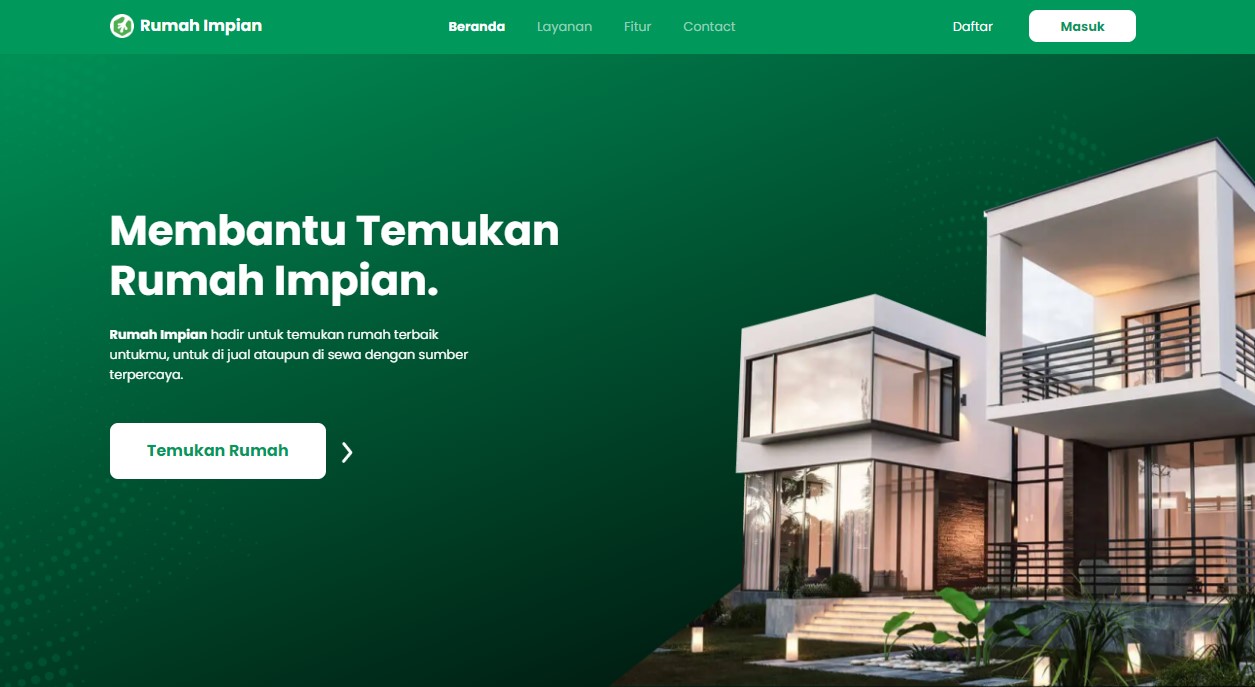 Rumah Impian
Beranda
Layanan
Fitur
Contact
Daftar
Masuk
Membantu Temukan
Rumah Impian.
Rumah Impian hadir untuk temukan rumah terbaik
untukmu, untuk di jual ataupun di sewa dengan sumber
terpercaya.
Temukan Rumah